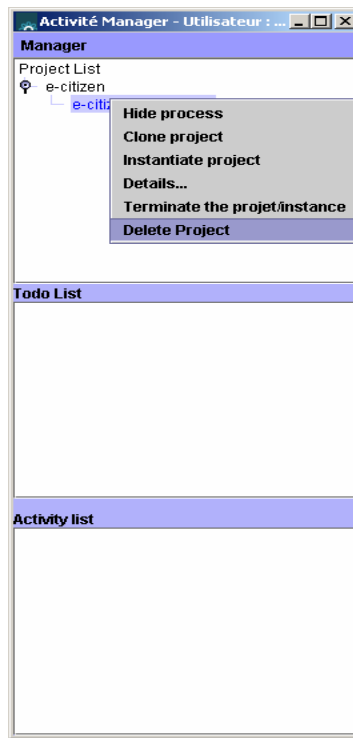 Activité Manager - Utilisateur : ...
Manager
Project List
e-citizen
Hide process
Clone project
Instantiate project
Details...
Terminate the projet/instance
Delete Project
Todo List
Activity list